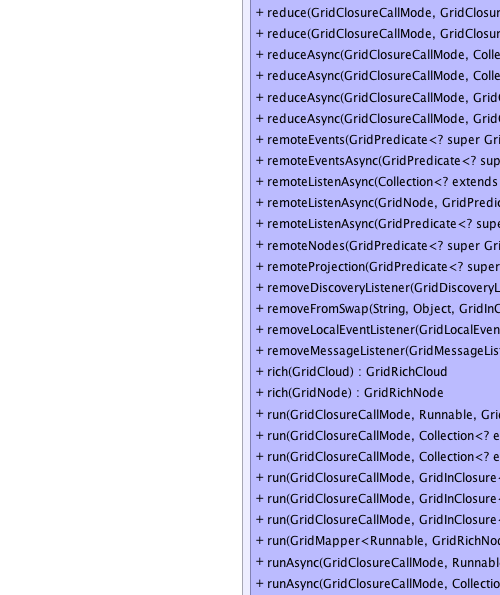 + reduce(GridClosureCallMode, GridClosur
+ reduce(GridClosureCallMode, GridClosur
+ reduceAsync(GridClosureCallMode, Colle
+ reduceAsync(GridClosureCallMode, Colle
+ reduceAsync(GridClosureCallMode, Grid
+ reduceAsync(GridClosureCallMode, Grid
+ remoteEvents(GridPredicate<? super Gri
+ remoteEventsAsync(GridPredicate<? sup
+ remoteListenAsync(Collection<? extends
+ remoteListenAsync(GridNode, GridPredic
+ remoteListenAsync(GridPredicate<? supe
+ remoteNodes(GridPredicate<? super Gri
+ remoteProjection(GridPredicate<? super
+ removeDiscoveryListener(GridDiscoveryL
+ removeFromSwap(String, Object, GridInC
+ removeLocalEventListener(GridLocalEven
+ removeMessageListener(GridMessageLis
+ rich(GridCloud) : GridRichCloud
+ rich(GridNode) : GridRichNode
+ run(GridClosureCallMode, Runnable, Gri
+ run(GridClosureCallMode, Collection<? e
+ run(GridClosureCallMode, Collection<? e
+ run(GridClosureCallMode, GridInClosure<
+ run(GridClosureCallMode, GridInClosure<
+ run(GridClosureCallMode, GridInClosure<
+ run(GridMapper<Runnable, GridRichNod
+ runAsync(GridClosureCallMode, Runnabl
+ runAsync(GridClosureCallMode, Collectio